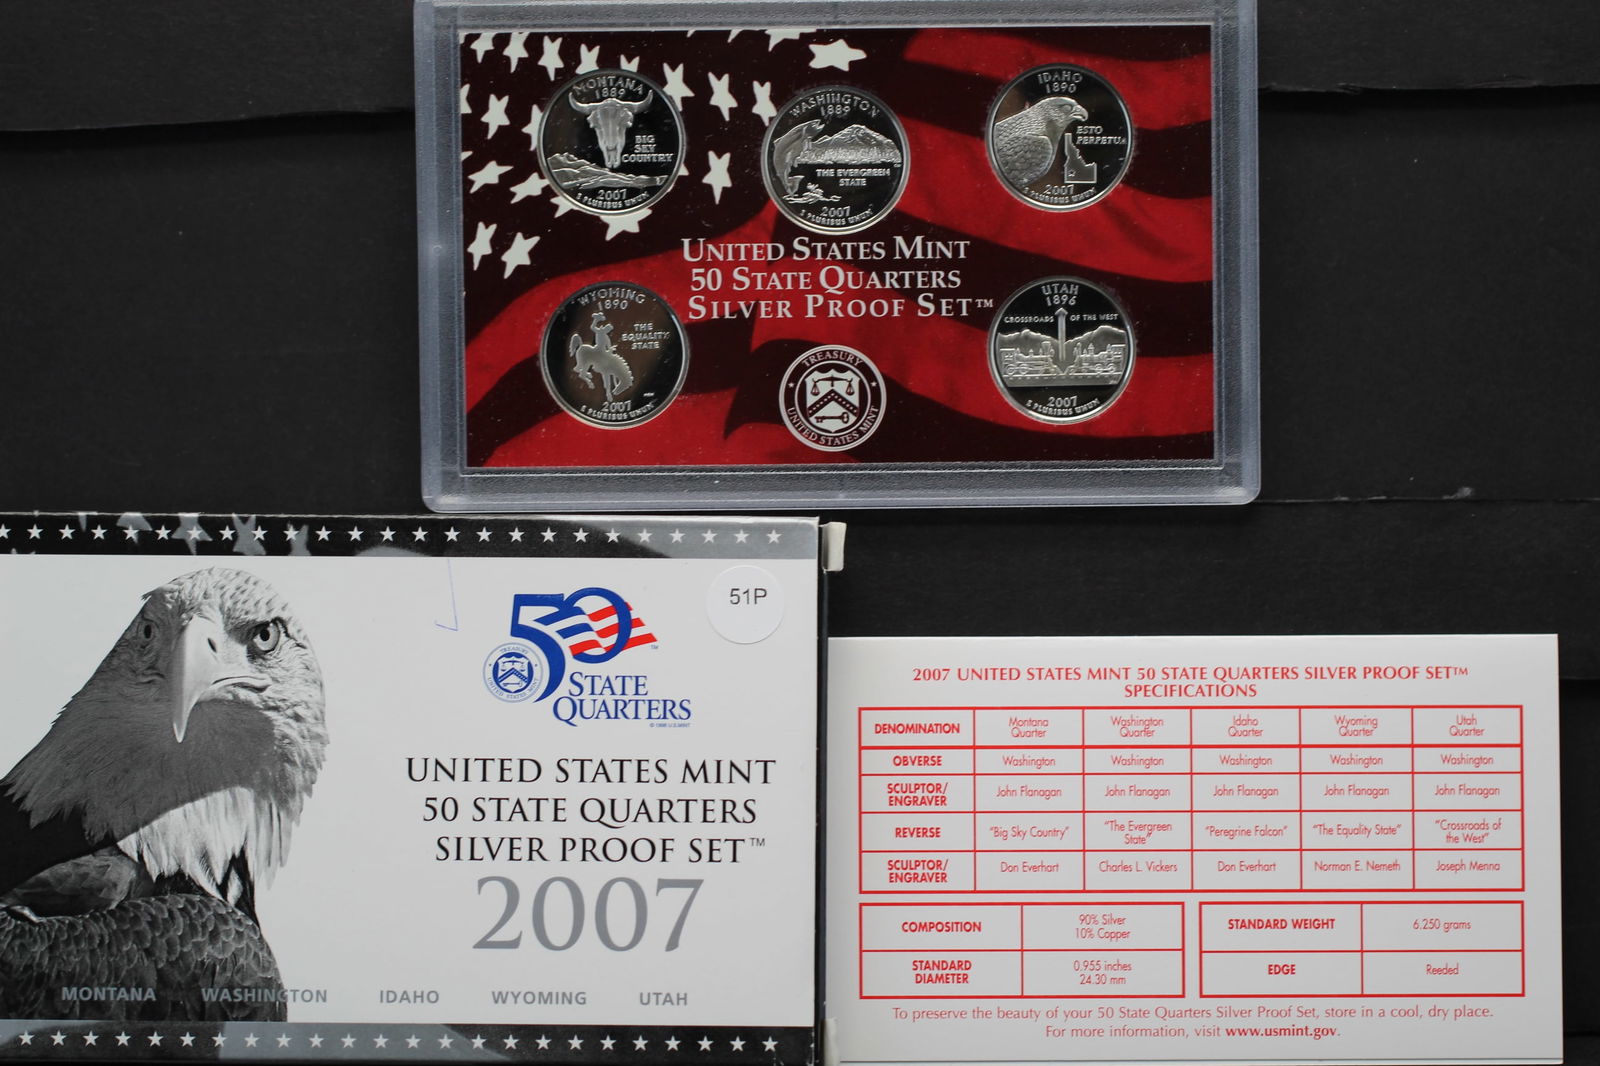 MONTANA
1889
BIG
SKY
COUNTRY
2007
E PLURIBUS UNUM
WASHINGTON
1889
THE EVERGREEN
STATE
2007
E PLURIBUS UNUM
IDAHO
1890
ESTO
PERPETUA
2007
E PLURIBUS UNUM
UNITED STATES MINT
50 STATE QUARTERS
SILVER PROOF SET™
WYOMING
1890
THE
EQUALITY
STATE
2007
E PLURIBUS UNUM
TREASURY
UNITED STATES MINT
UTAH
1896
CROSSROADS OF THE WEST
2007
E PLURIBUS UNUM
51P
50
TREASURY
UNITED STATES MINT
STATE
QUARTERS
™
© 1998 U.S. MINT
UNITED STATES MINT
50 STATE QUARTERS
SILVER PROOF SET™
2007
MONTANA WASHINGTON IDAHO WYOMING UTAH
2007 UNITED STATES MINT 50 STATE QUARTERS SILVER PROOF SET™
SPECIFICATIONS
DENOMINATION Montana Quarter Washington Quarter Idaho Quarter Wyoming Quarter Utah Quarter
OBVERSE Washington Washington Washington Washington Washington
SCULPTOR/ENGRAVER John Flanagan John Flanagan John Flanagan John Flanagan John Flanagan
REVERSE "Big Sky Country" "The Evergreen State" "Peregrine Falcon" "The Equality State" "Crossroads of the West"
SCULPTOR/ENGRAVER Don Everhart Charles L. Vickers Don Everhart Norman E. Nemeth Joseph Menna
COMPOSITION 90% Silver 10% Copper
STANDARD DIAMETER 0.955 inches 24.30 mm
STANDARD WEIGHT 6.250 grams
EDGE Reeded
To preserve the beauty of your 50 State Quarters Silver Proof Set, store in a cool, dry place.
For more information, visit www.usmint.gov.